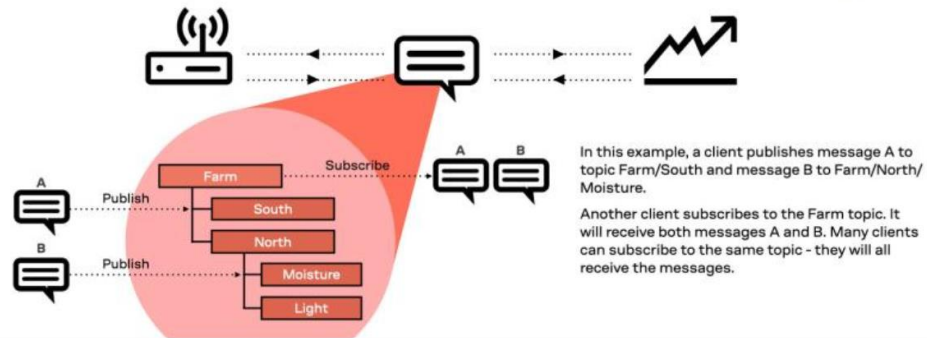 In this example, a client publishes message A to
topic Farm/South and message B to Farm/North/
Moisture.
Another client subscribes to the Farm topic. It
will receive both messages A and B. Many clients
can subscribe to the same topic - they will all
receive the messages.
A
Publish
B
Publish
Farm
South
North
Moisture
Light
Subscribe
A B